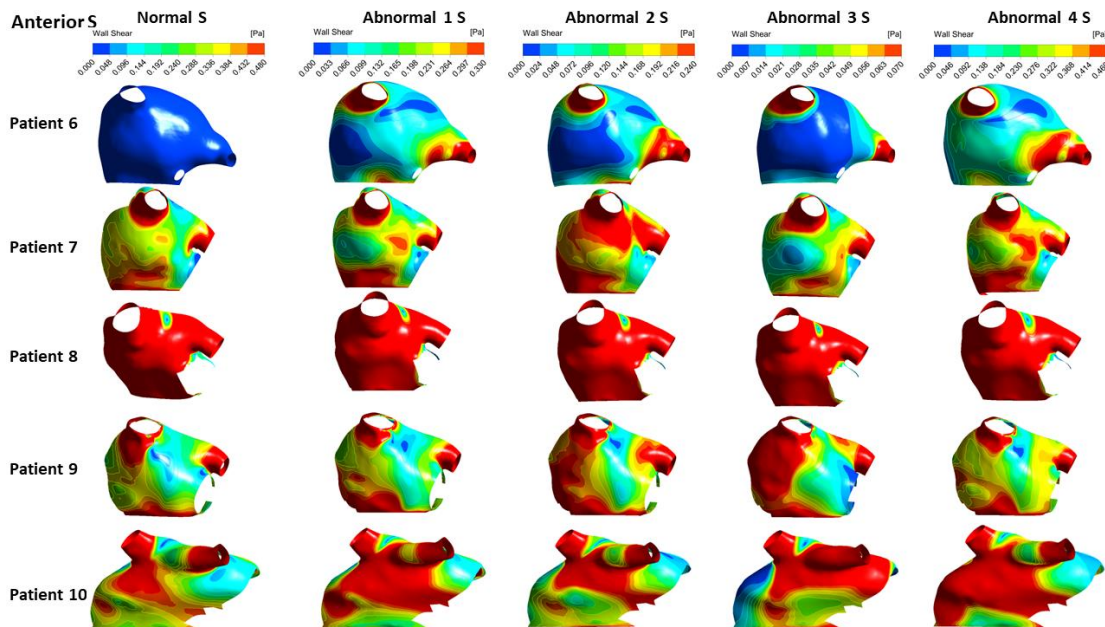 Anterior S Normal S Abnormal 1 S Abnormal 2 S Abnormal 3 S Abnormal 4 S
Wall Shear [Pa] Wall Shear [Pa] Wall Shear [Pa] Wall Shear [Pa] Wall Shear [Pa]
0.000 0.048 0.096 0.144 0.192 0.240 0.288 0.336 0.384 0.432 0.480 0.000 0.033 0.066 0.099 0.132 0.165 0.198 0.231 0.264 0.297 0.330 0.000 0.024 0.048 0.072 0.096 0.120 0.144 0.168 0.192 0.216 0.240 0.000 0.007 0.014 0.021 0.028 0.035 0.042 0.049 0.056 0.063 0.070 0.000 0.046 0.092 0.138 0.184 0.230 0.276 0.322 0.368 0.414
Patient 6
Patient 7
Patient 8
Patient 9
Patient 10